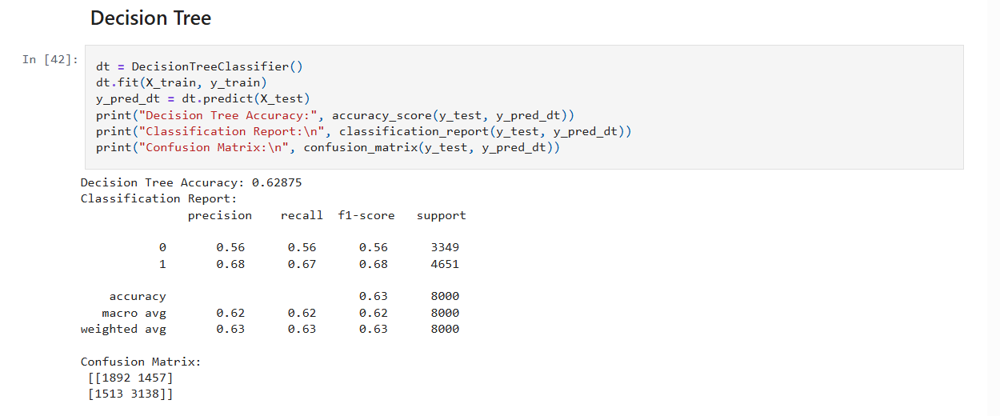 Decision Tree
In [42]:
dt = DecisionTreeClassifier()
dt.fit(X_train, y_train)
y_pred_dt = dt.predict(X_test)
print("Decision Tree Accuracy:", accuracy_score(y_test, y_pred_dt))
print("Classification Report:\n", classification_report(y_test, y_pred_dt))
print("Confusion Matrix:\n", confusion_matrix(y_test, y_pred_dt))
Decision Tree Accuracy: 0.62875
Classification Report:
precision recall f1-score support
0 0.56 0.56 0.56 3349
1 0.68 0.67 0.68 4651
accuracy 0.63 8000
macro avg 0.62 0.62 0.62 8000
weighted avg 0.63 0.63 0.63 8000
Confusion Matrix:
[[1892 1457]
[1513 3138]]